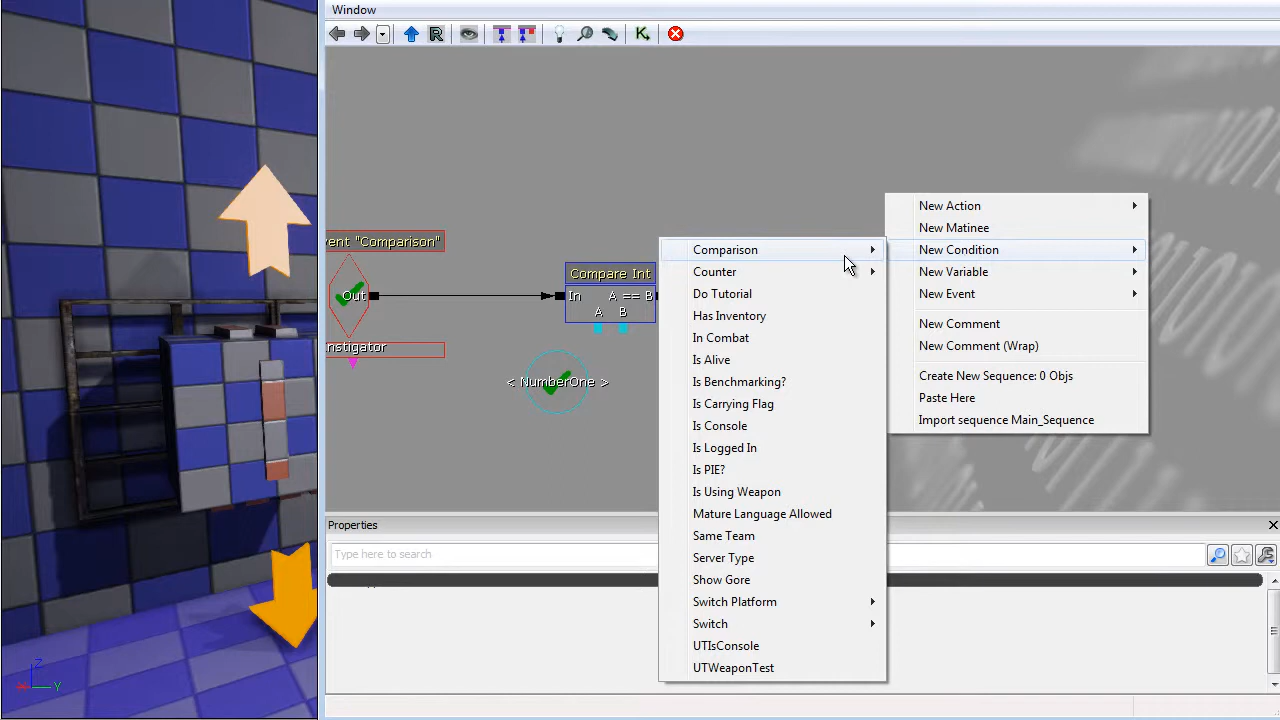 Window
vent "Comparison"
Out
Instigator
Compare Int
In A == B
A B
< NumberOne >
Comparison
Counter
Do Tutorial
Has Inventory
In Combat
Is Alive
Is Benchmarking?
Is Carrying Flag
Is Console
Is Logged In
Is PIE?
Is Using Weapon
Mature Language Allowed
Same Team
Server Type
Show Gore
Switch Platform
Switch
UTIsConsole
UTWeaponTest
New Action
New Matinee
New Condition
New Variable
New Event
New Comment
New Comment (Wrap)
Create New Sequence: 0 Objs
Paste Here
Import sequence Main_Sequence
Properties
Type here to search
Z
X Y